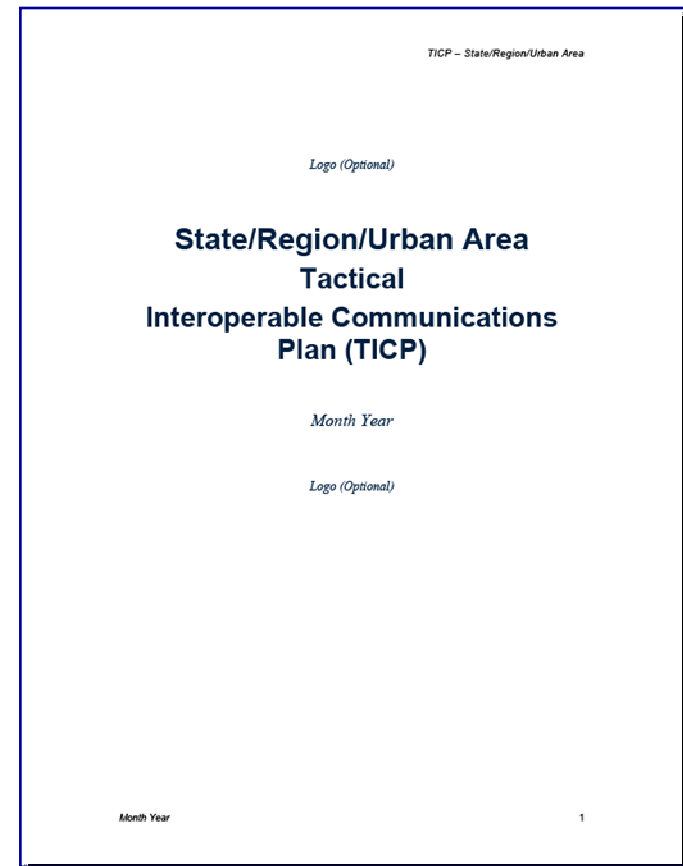 TICP – State/Region/Urban Area
Logo (Optional)
State/Region/Urban Area
Tactical
Interoperable Communications
Plan (TICP)
Month Year
Logo (Optional)
Month Year 1